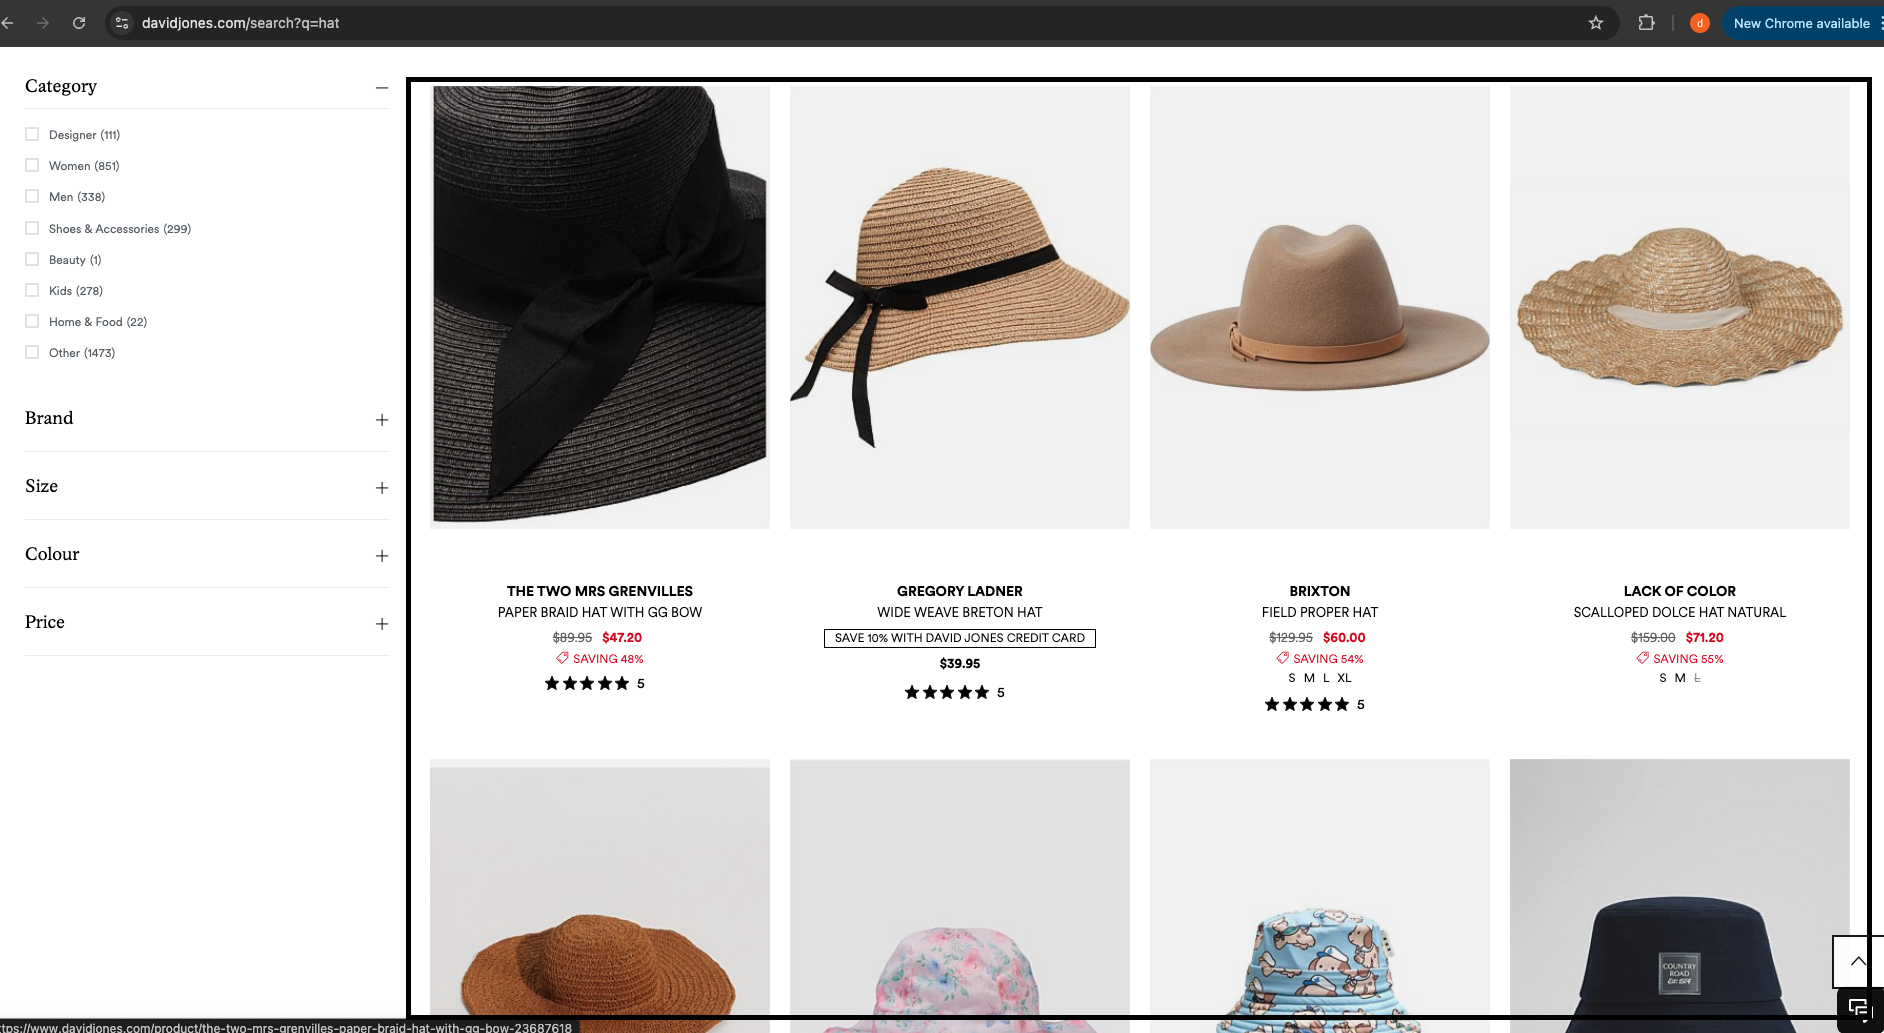 davidjones.com/search?q=hat
d
New Chrome available
Category
Designer (111)
Women (851)
Men (338)
Shoes & Accessories (299)
Beauty (1)
Kids (278)
Home & Food (22)
Other (1473)
Brand
Size
Colour
Price
THE TWO MRS GRENVILLES
PAPER BRAID HAT WITH GG BOW
$89.95 $47.20
SAVING 48%
5
GREGORY LADNER
WIDE WEAVE BRETON HAT
SAVE 10% WITH DAVID JONES CREDIT CARD
$39.95
5
BRIXTON
FIELD PROPER HAT
$129.95 $60.00
SAVING 54%
S M L XL
5
LACK OF COLOR
SCALLOPED DOLCE HAT NATURAL
$159.00 $71.20
SAVING 55%
S M L
COUNTRY
ROAD
Est. 1974
tps://www.davidjones.com/product/the-two-mrs-grenvilles-paper-braid-hat-with-gg-bow-23687618